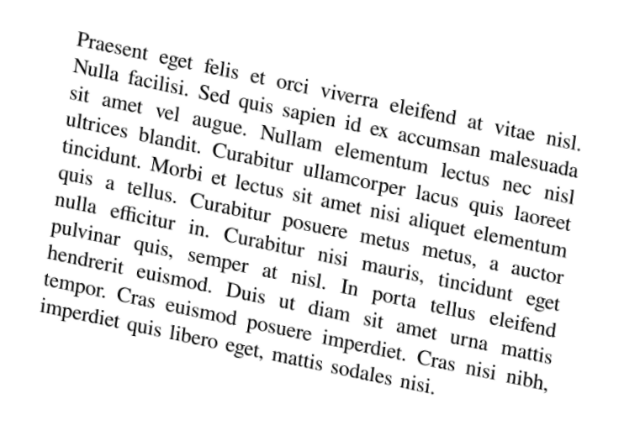 Praesent eget felis et orci viverra eleifend at vitae nisl.
Nulla facilisi. Sed quis sapien id ex accumsan malesuada
sit amet vel augue. Nullam elementum lectus nec nisl
ultrices blandit. Curabitur ullamcorper lacus quis laoreet
tincidunt. Morbi et lectus sit amet nisi aliquet elementum
quis a tellus. Curabitur posuere metus metus, a auctor
nulla efficitur in. Curabitur nisi mauris, tincidunt eget
pulvinar quis, semper at nisl. In porta tellus eleifend
hendrerit euismod. Duis ut diam sit amet urna mattis
tempor. Cras euismod posuere imperdiet. Cras nisi nibh,
imperdiet quis libero eget, mattis sodales nisi.